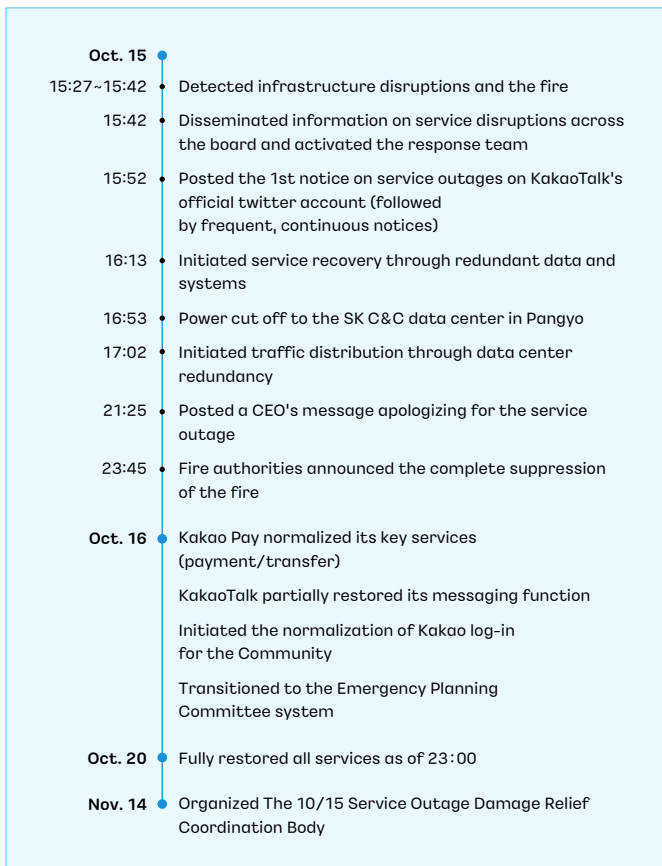 Oct. 15
15:27~15:42 Detected infrastructure disruptions and the fire
15:42 Disseminated information on service disruptions across
the board and activated the response team
15:52 Posted the 1st notice on service outages on KakaoTalk's
official twitter account (followed
by frequent, continuous notices)
16:13 Initiated service recovery through redundant data and
systems
16:53 Power cut off to the SK C&C data center in Pangyo
17:02 Initiated traffic distribution through data center
redundancy
21:25 Posted a CEO's message apologizing for the service
outage
23:45 Fire authorities announced the complete suppression
of the fire
Oct. 16 Kakao Pay normalized its key services
(payment/transfer)
KakaoTalk partially restored its messaging function
Initiated the normalization of Kakao log-in
for the Community
Transitioned to the Emergency Planning
Committee system
Oct. 20 Fully restored all services as of 23:00
Nov. 14 Organized The 10/15 Service Outage Damage Relief
Coordination Body